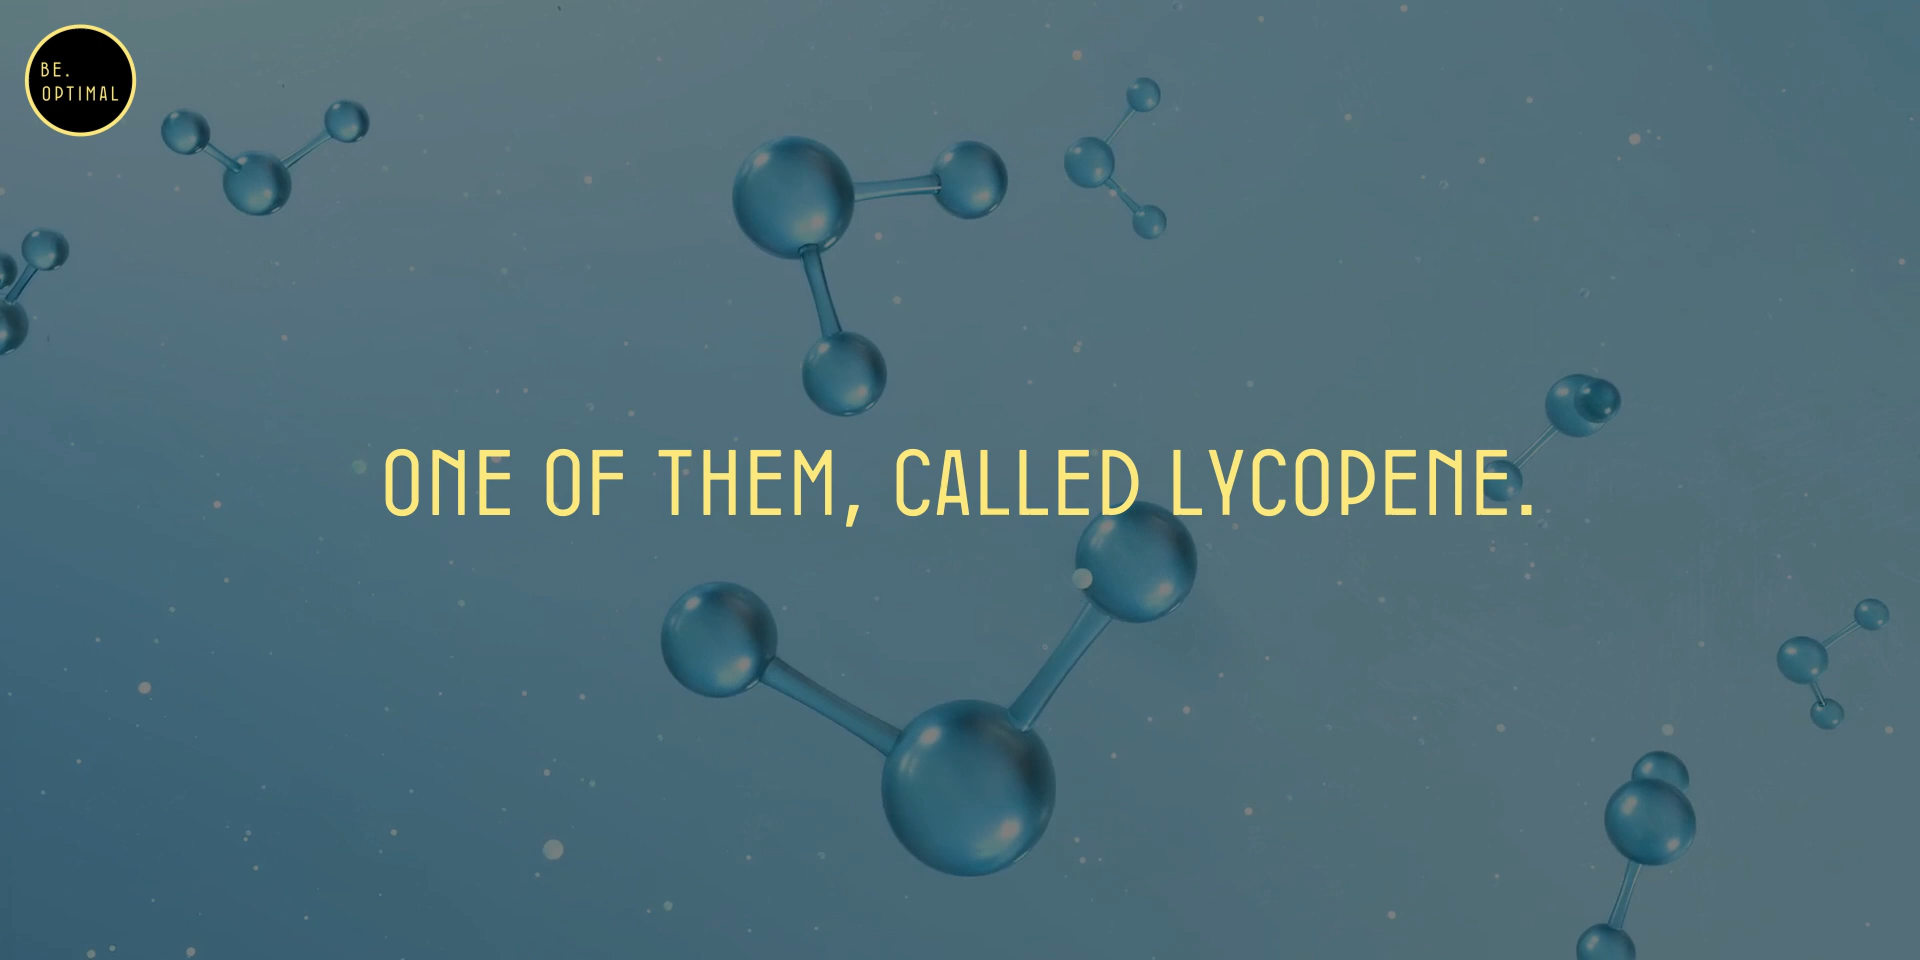 BE.
OPTIMAL
ONE OF THEM, CALLED LYCOPENE.